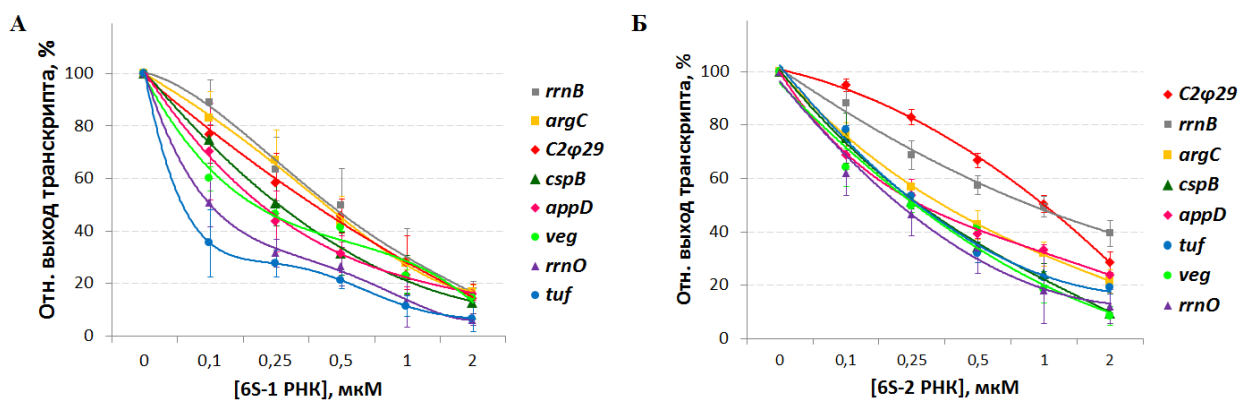 А
Отн. выход транскрипта, %
100
80
60
40
20
0
0 0,1 0,25 0,5 1 2
[6S-1 РНК], мкМ
rrnB
argC
C2φ29
cspB
appD
veg
rrnO
tuf
Б
Отн. выход транскрипта, %
100
80
60
40
20
0
0 0,1 0,25 0,5 1 2
[6S-2 РНК], мкМ
C2φ29
rrnB
argC
cspB
appD
tuf
veg
rrnO